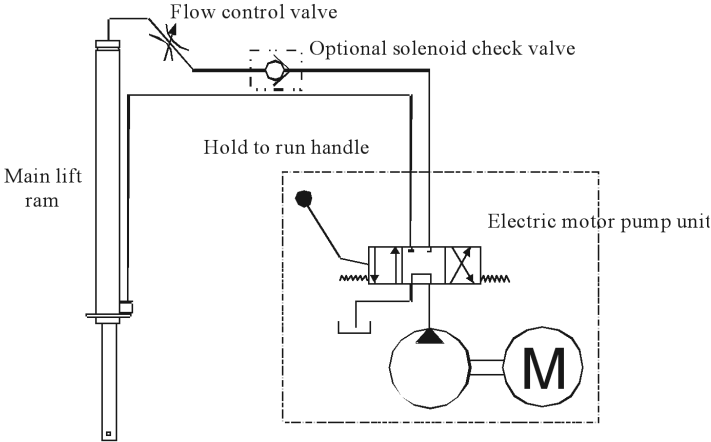 Flow control valve
Optional solenoid check valve
Hold to run handle
Main lift
ram
Electric motor pump unit
M